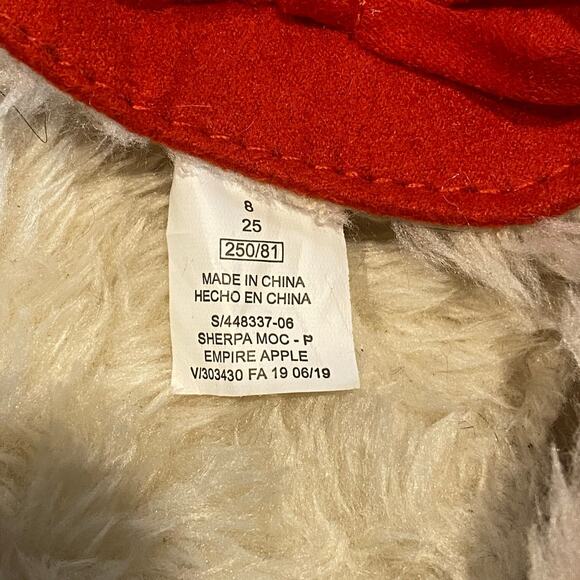 8
25
250/81
MADE IN CHINA
HECHO EN CHINA
S/448337-06
SHERPA MOC - P
EMPIRE APPLE
V/303430 FA 19 06/19